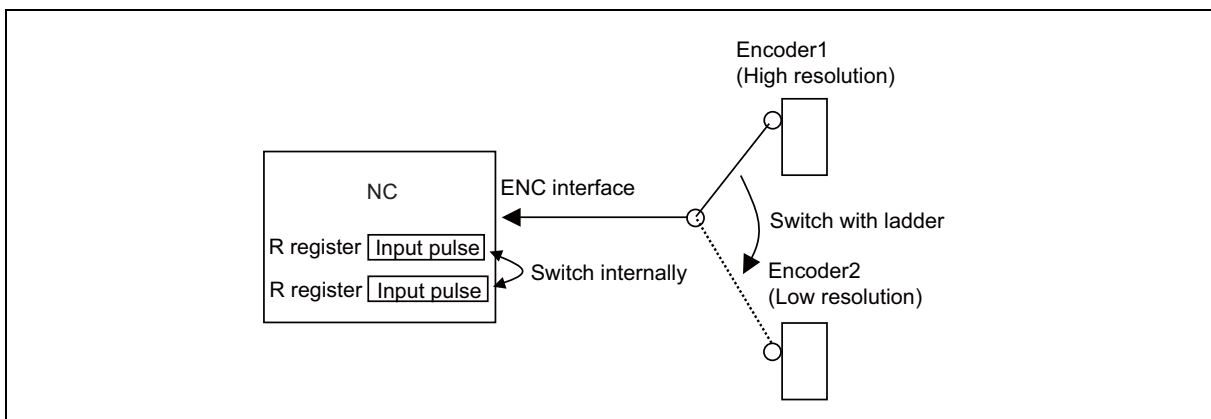 Encoder1
(High resolution)
NC
ENC interface
Switch with ladder
R register Input pulse
Switch internally
R register Input pulse
Encoder2
(Low resolution)